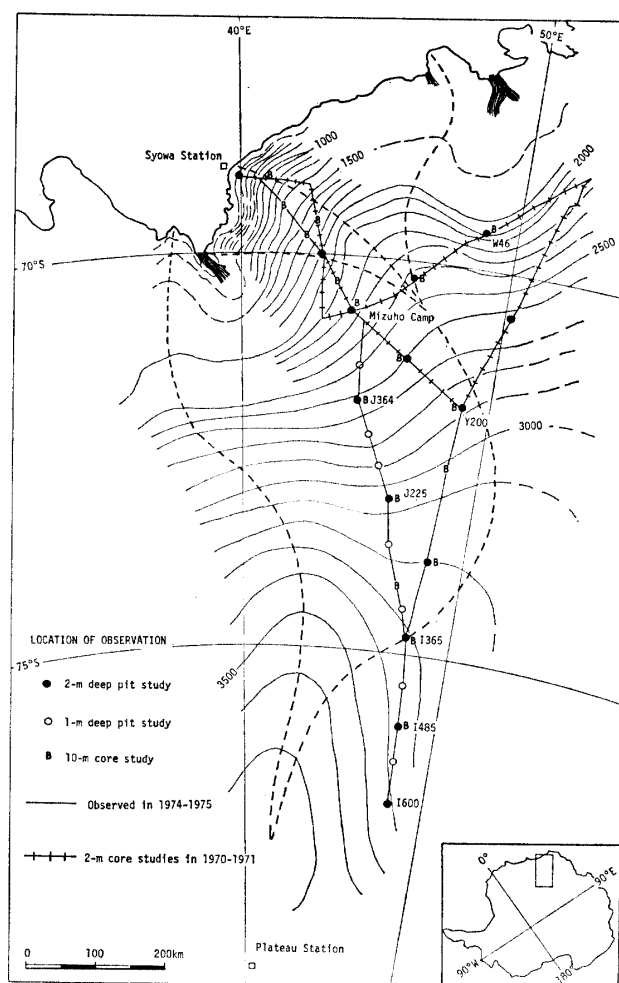 40°E
50°E
1000
Syowa Station
B
1500
2000
B
B
B
W46
2500
B
70°S
B
B
B
Mizuho Camp
B
B J364
B
Y200
3000
B
B J225
B
B
LOCATION OF OBSERVATION
B I365
75°S
3500
2-m deep pit study
1-m deep pit study
B I485
B 10-m core study
I600
Observed in 1974-1975
2-m core studies in 1970-1971
0°
90°E
Plateau Station
0 100 200km
90°W
180°